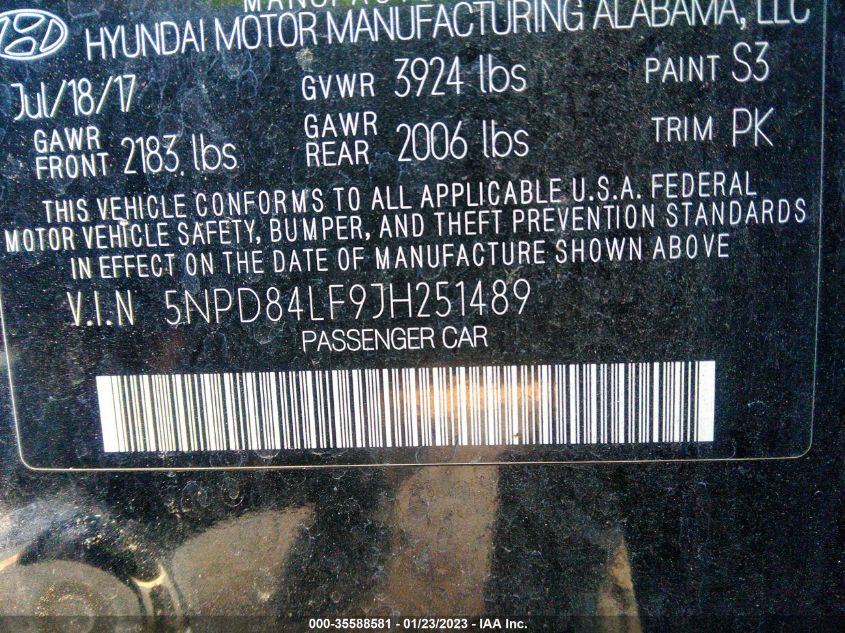 HYUNDAI MOTOR MANUFACTURING ALABAMA, LLC
Jul/18/17 GVWR 3924 lbs PAINT S3
GAWR FRONT 2183 lbs GAWR REAR 2006 lbs TRIM PK
THIS VEHICLE CONFORMS TO ALL APPLICABLE U.S.A. FEDERAL
MOTOR VEHICLE SAFETY, BUMPER, AND THEFT PREVENTION STANDARDS
IN EFFECT ON THE DATE OF MANUFACTURE SHOWN ABOVE
V.I.N 5NPD84LF9JH251489
PASSENGER CAR
000-35588581 - 01/23/2023 - IAA Inc.